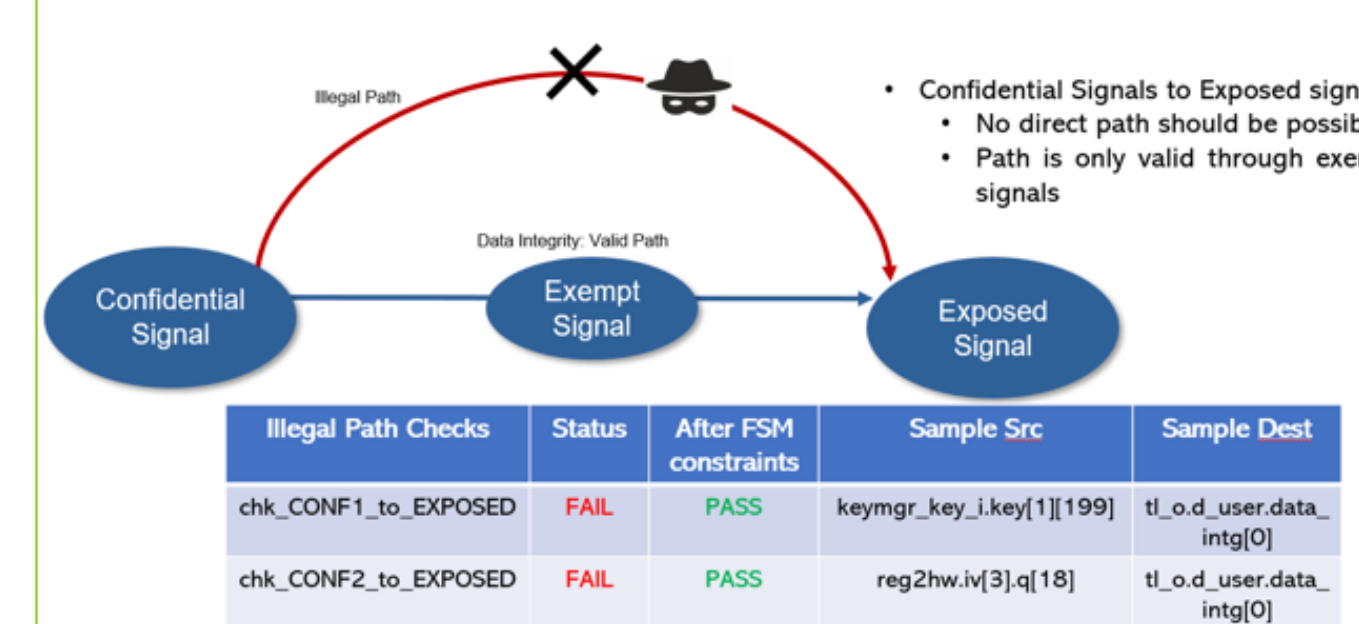 Illegal Path
• Confidential Signals to Exposed
• No direct path should be
• Path is only valid through
signals
Data Integrity: Valid Path
Confidential
Signal
Exempt
Signal
Exposed
Signal
Illegal Path Checks Status After FSM constraints Sample Src Sample Dest
chk_CONF1_to_EXPOSED FAIL PASS keymgr_key_i.key[1][199] tl_o.d_user.data_
intg[0]
chk_CONF2_to_EXPOSED FAIL PASS reg2hw.iv[3].q[18] tl_o.d_user.data_
intg[0]